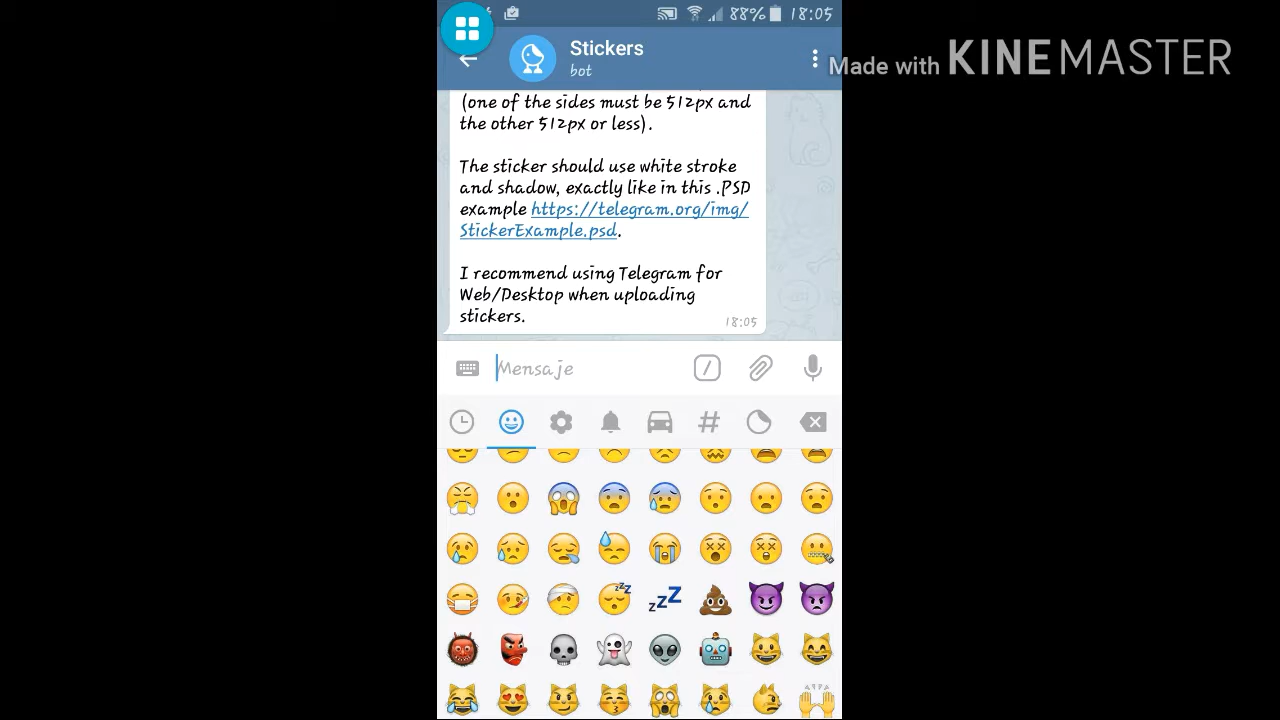 88% 18:05
Stickers
bot
Made with KINEMASTER
(one of the sides must be 512px and
the other 512px or less).
The sticker should use white stroke
and shadow, exactly like in this .PSD
example https://telegram.org/img/
StickerExample.psd.
I recommend using Telegram for
Web/Desktop when uploading
stickers.
18:05
Mensaje